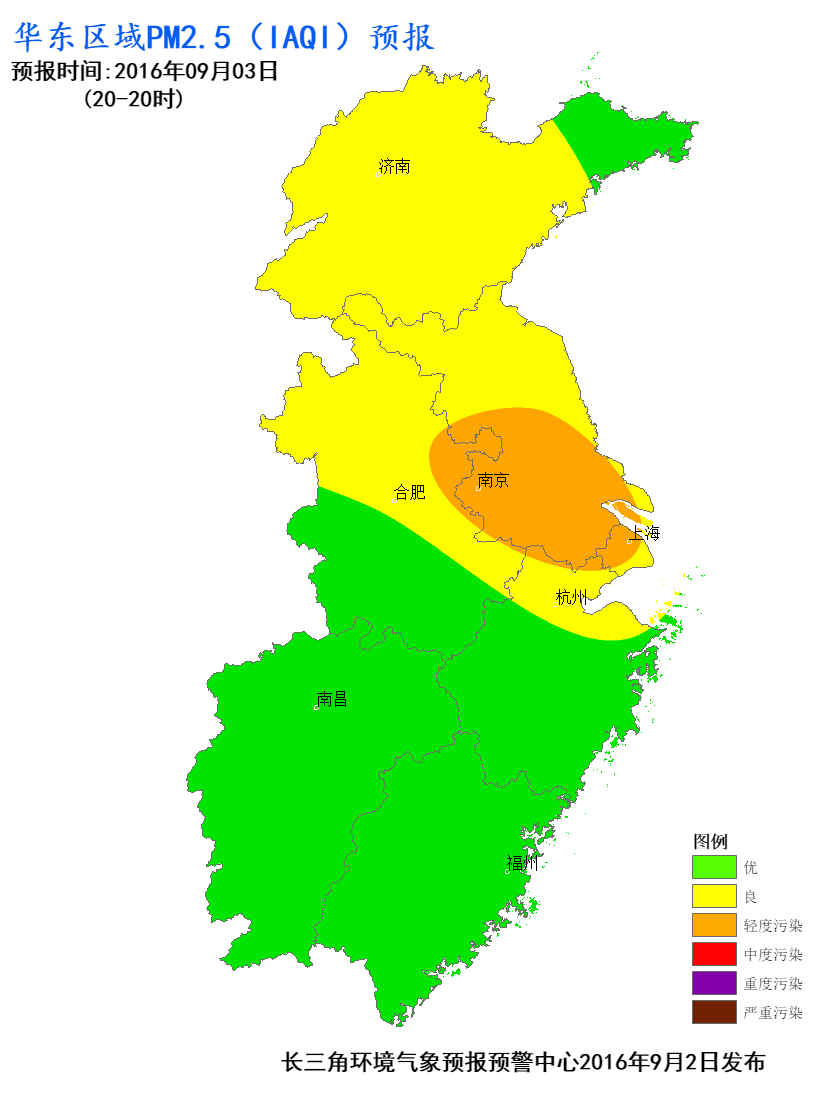 华东区域PM2.5（IAQI）预报
预报时间:2016年09月03日
(20-20时)
济南
南京
合肥
上海
杭州
南昌
福州
图例
优
良
轻度污染
中度污染
重度污染
严重污染
长三角环境气象预报预警中心2016年9月2日发布